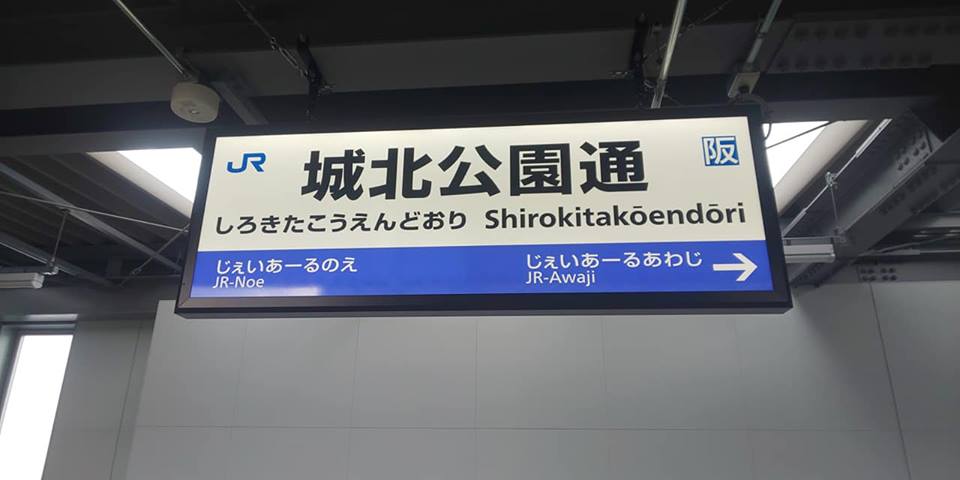 JR 城北公園通 阪
しろきたこうえんどおり Shirokitakōendōri
じぇいあーるのえ じぇいあーるあわじ →
JR-Noe JR-Awaji